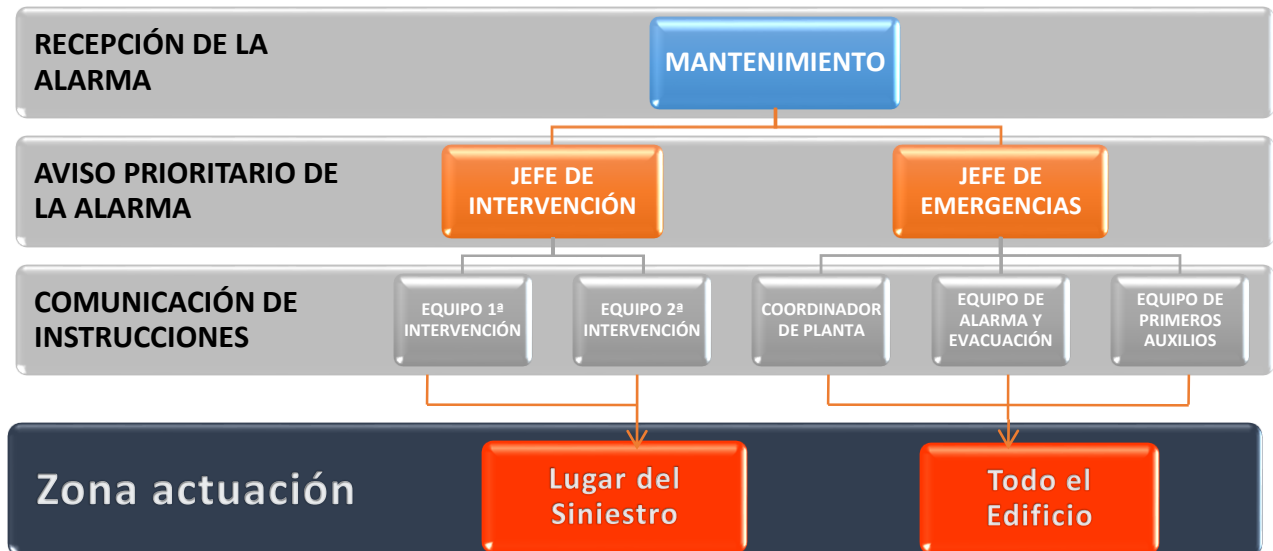 RECEPCIÓN DE LA
ALARMA
MANTENIMIENTO
AVISO PRIORITARIO DE
LA ALARMA
JEFE DE
INTERVENCIÓN
JEFE DE
EMERGENCIAS
COMUNICACIÓN DE
INSTRUCCIONES
EQUIPO 1ª
INTERVENCIÓN
EQUIPO 2ª
INTERVENCIÓN
COORDINADOR
DE PLANTA
EQUIPO DE
ALARMA Y
EVACUACIÓN
EQUIPO DE
PRIMEROS
AUXILIOS
Zona actuación
Lugar del
Siniestro
Todo el
Edificio